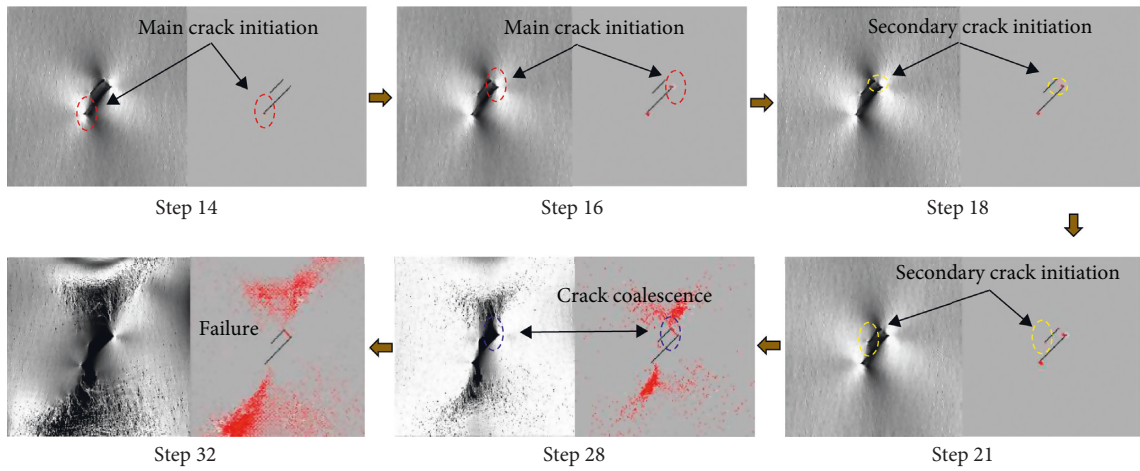 Main crack initiation
Step 14
Main crack initiation
Step 16
Secondary crack initiation
Step 18
Secondary crack initiation
Step 21
Crack coalescence
Step 28
Failure
Step 32